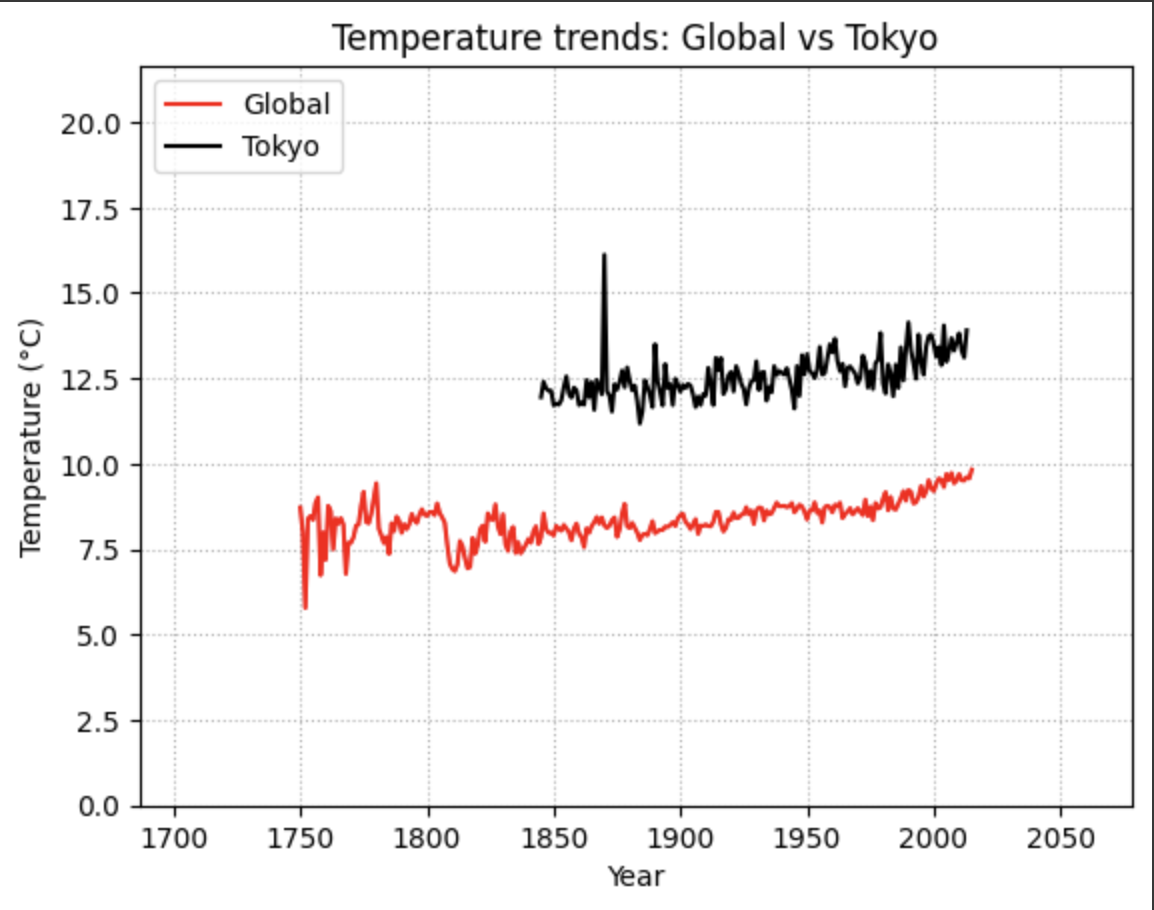 Temperature trends: Global vs Tokyo
Global
Tokyo
20.0
17.5
15.0
12.5
10.0
7.5
5.0
2.5
0.0
Temperature (°C)
1700 1750 1800 1850 1900 1950 2000 2050
Year